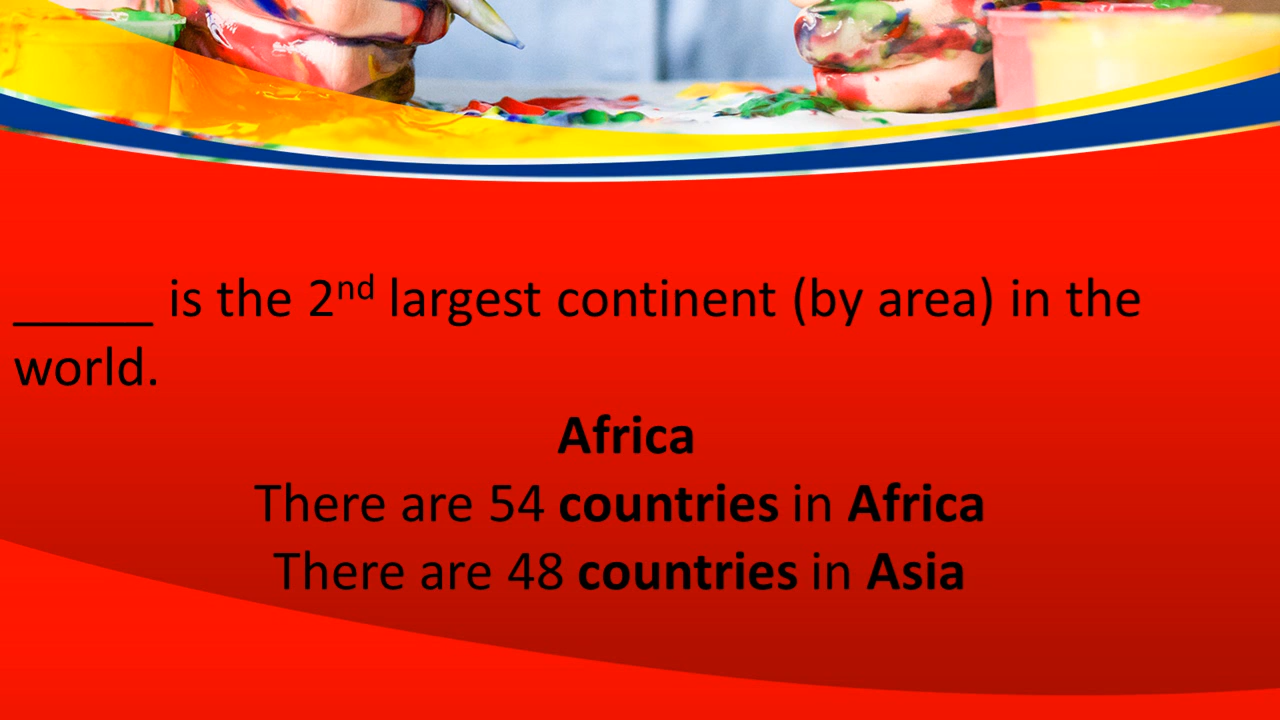 _____ is the 2nd largest continent (by area) in the
world.
Africa
There are 54 countries in Africa
There are 48 countries in Asia